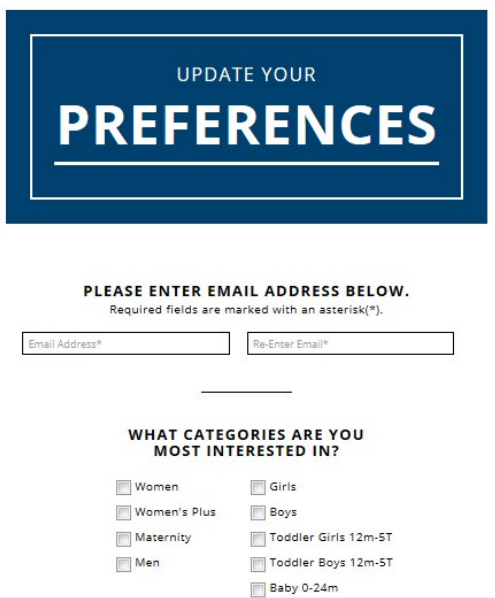 UPDATE YOUR
PREFERENCES
PLEASE ENTER EMAIL ADDRESS BELOW.
Required fields are marked with an asterisk(*).
Email Address*
Re-Enter Email*
WHAT CATEGORIES ARE YOU
MOST INTERESTED IN?
Women
Women's Plus
Maternity
Men
Girls
Boys
Toddler Girls 12m-5T
Toddler Boys 12m-5T
Baby 0-24m